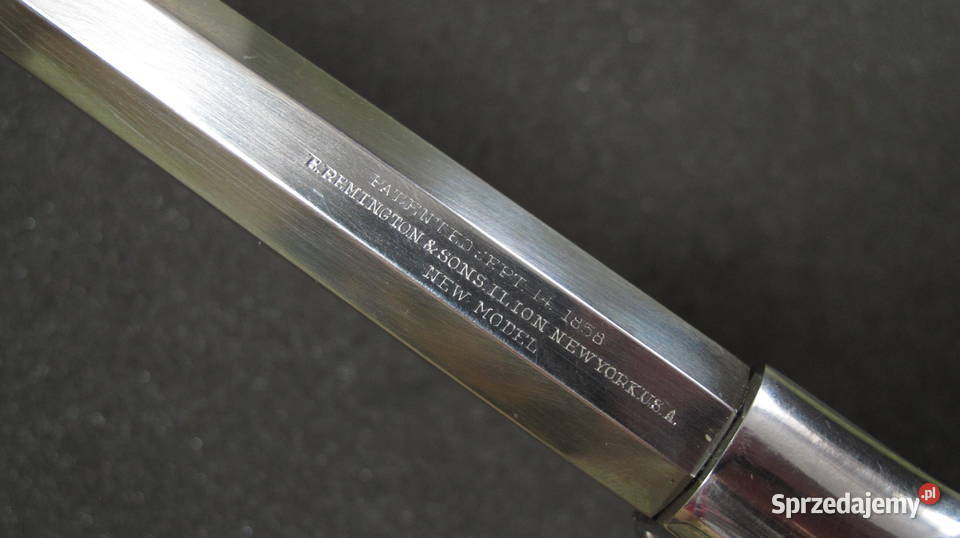 PATENTED SEPT. 14, 1858
E. REMINGTON & SONS, ILION NEW YORK U.S.A.
NEW MODEL
Sprzedajemy.pl